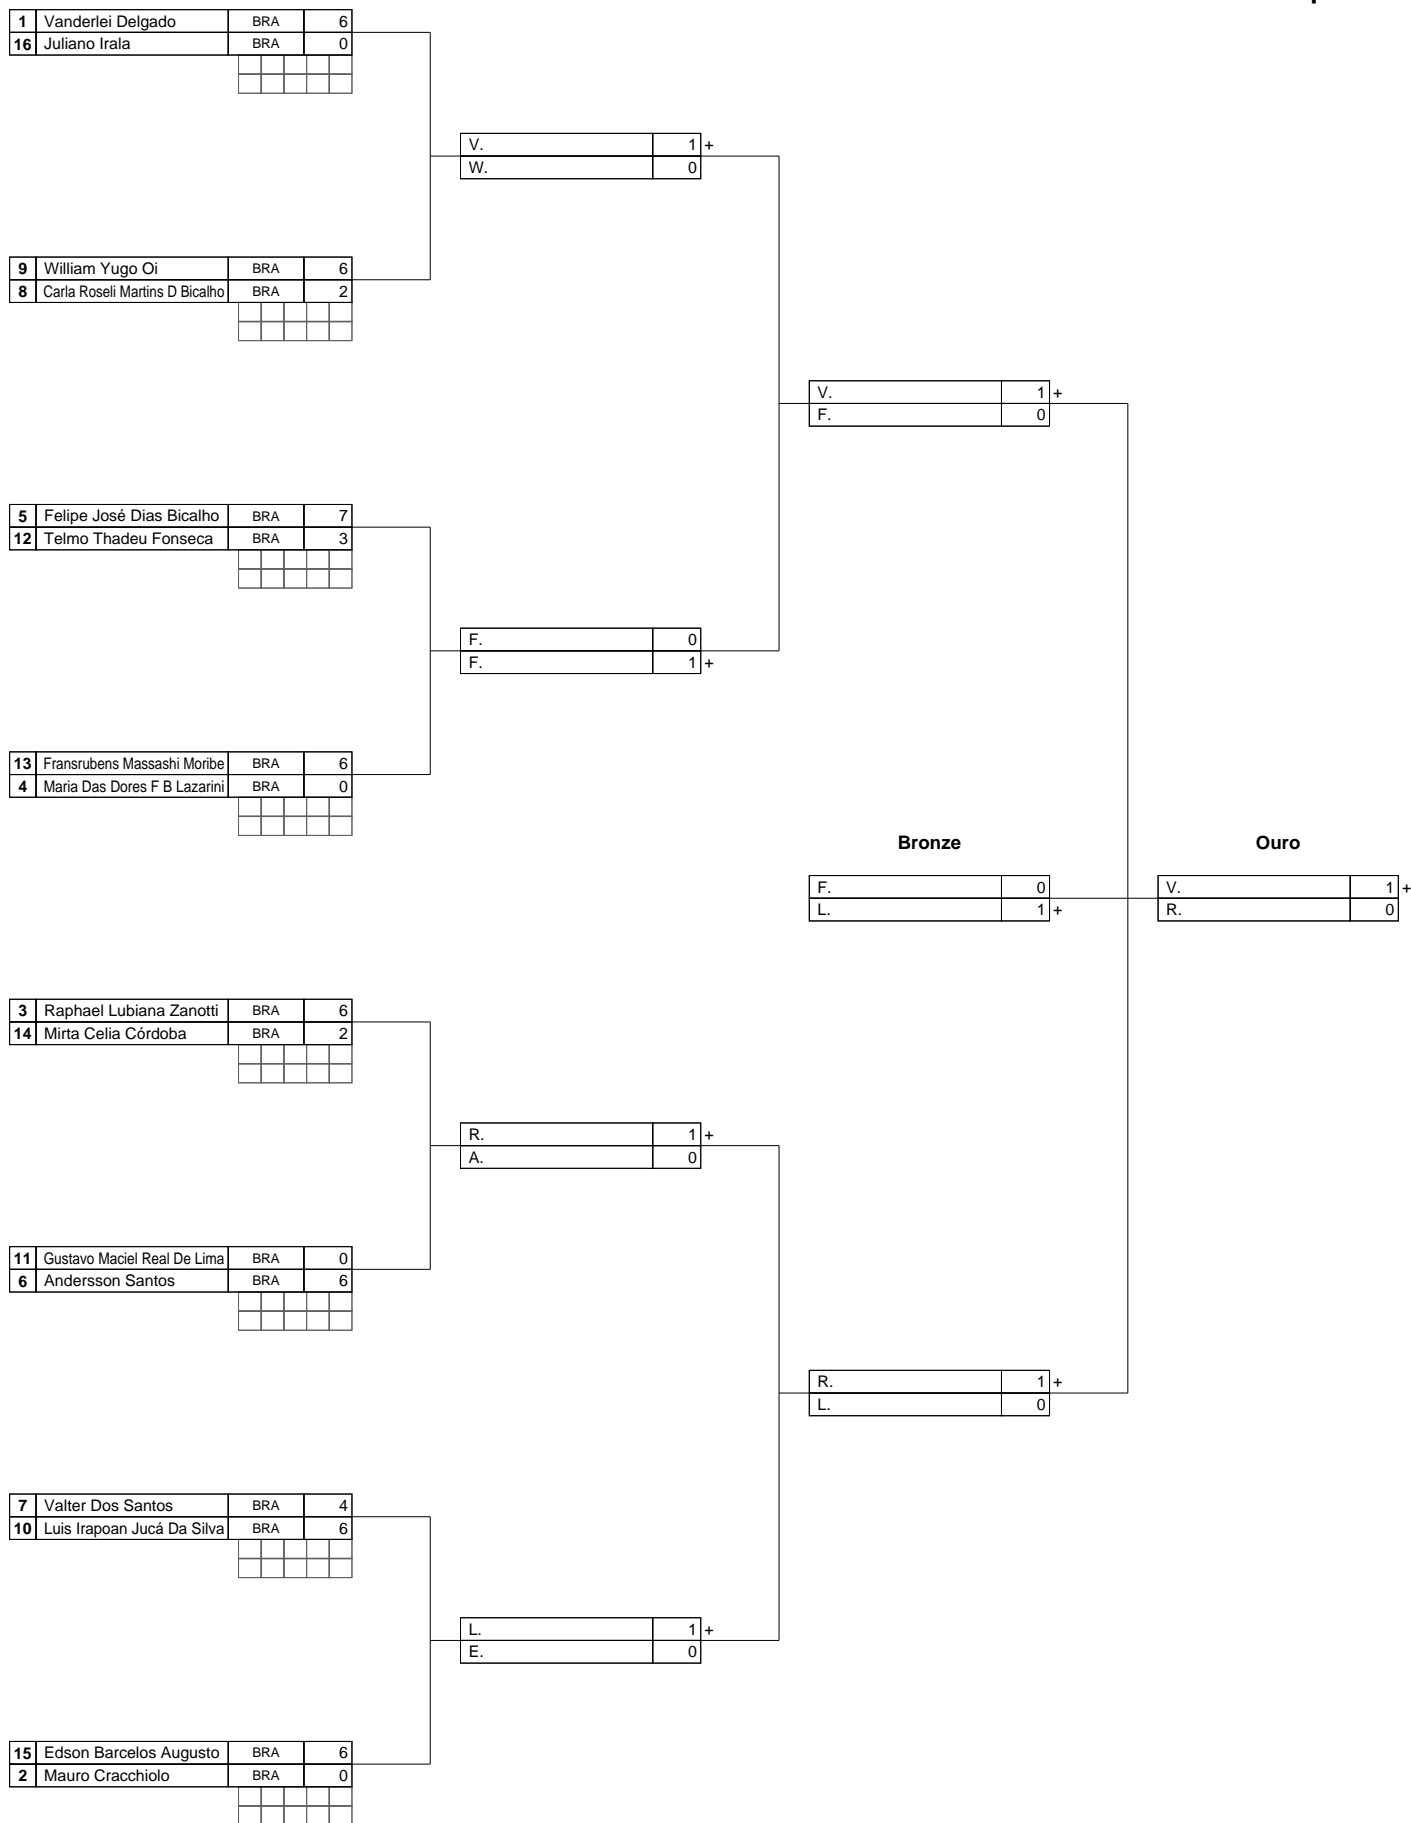 1 Vanderlei Delgado BRA 6
16 Juliano Irala BRA 0
V. 1 +
W. 0
9 William Yugo Oi BRA 6
8 Carla Roseli Martins D Bicalho BRA 2
V. 1 +
F. 0
5 Felipe José Dias Bicalho BRA 7
12 Telmo Thadeu Fonseca BRA 3
F. 0
F. 1 +
13 Fransrubens Massashi Moribe BRA 6
4 Maria Das Dores F B Lazarini BRA 0
Bronze Ouro
F. 0 V. 1 +
L. 1 + R. 0
3 Raphael Lubiana Zanotti BRA 6
14 Mirta Celia Córdoba BRA 2
R. 1 +
A. 0
11 Gustavo Maciel Real De Lima BRA 0
6 Andersson Santos BRA 6
R. 1 +
L. 0
7 Valter Dos Santos BRA 4
10 Luis Irapoan Jucá Da Silva BRA 6
L. 1 +
E. 0
15 Edson Barcelos Augusto BRA 6
2 Mauro Cracchiolo BRA 0